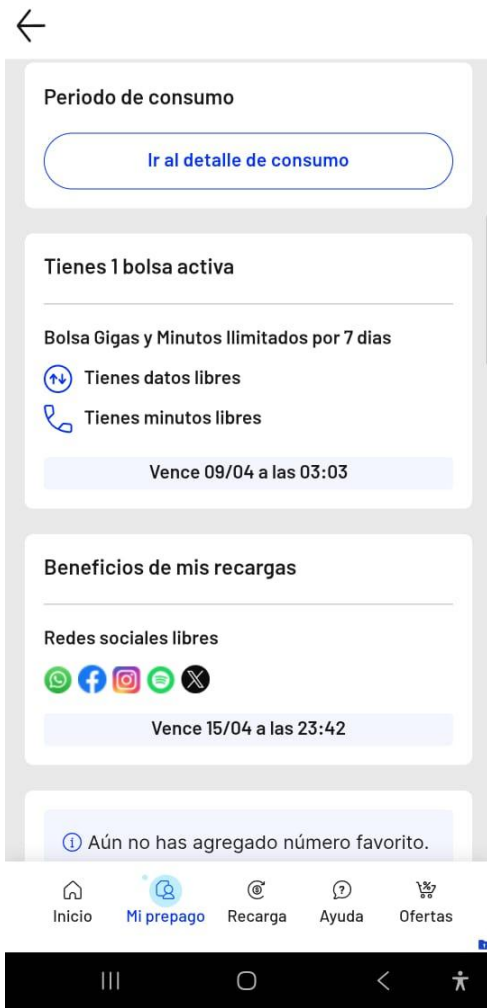 Periodo de consumo
Ir al detalle de consumo
Tienes 1 bolsa activa
Bolsa Gigas y Minutos Ilimitados por 7 dias
Tienes datos libres
Tienes minutos libres
Vence 09/04 a las 03:03
Beneficios de mis recargas
Redes sociales libres
Vence 15/04 a las 23:42
Aún no has agregado número favorito.
Inicio Mi prepago Recarga Ayuda Ofertas